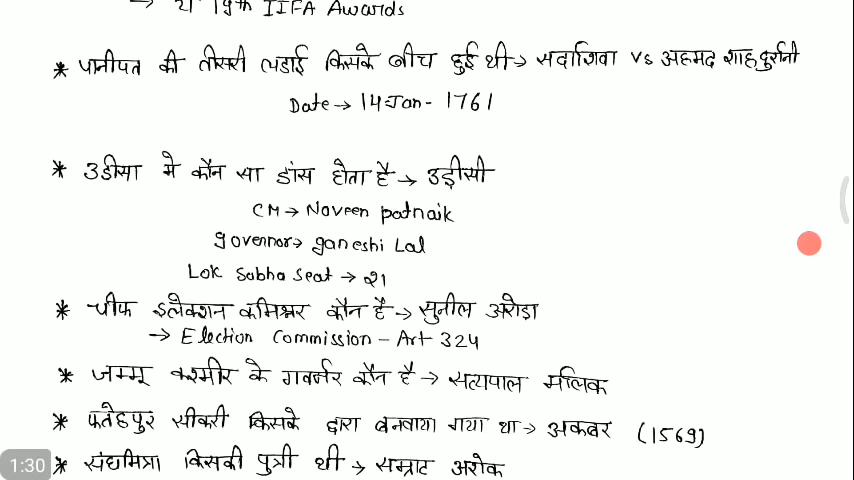 → 19th IIFA Awards
* पानीपत की तीसरी लडाई किसके बीच हुई थी → सदाशिवा vs अहमद शाह दुर्रानी
Date → 14 Jan - 1761
* उडीसा मे कौन सा डांस होता है → उड़ीसी
CM → Naveen patnaik
governor → ganeshi Lal
Lok Sabha Seat → 21
* चीफ इलेक्शन कमिश्नर कौन है → सुनील अरोड़ा
→ Election Commission - Art 324
* जम्मू कश्मीर के गवर्नर कौन है → सत्यपाल मलिक
* फतेहपुर सीकरी किसके द्वारा बनवाया गया था → अकबर (1569)
* संघमित्रा किसकी पुत्री थी → सम्राट अशोक
1:30